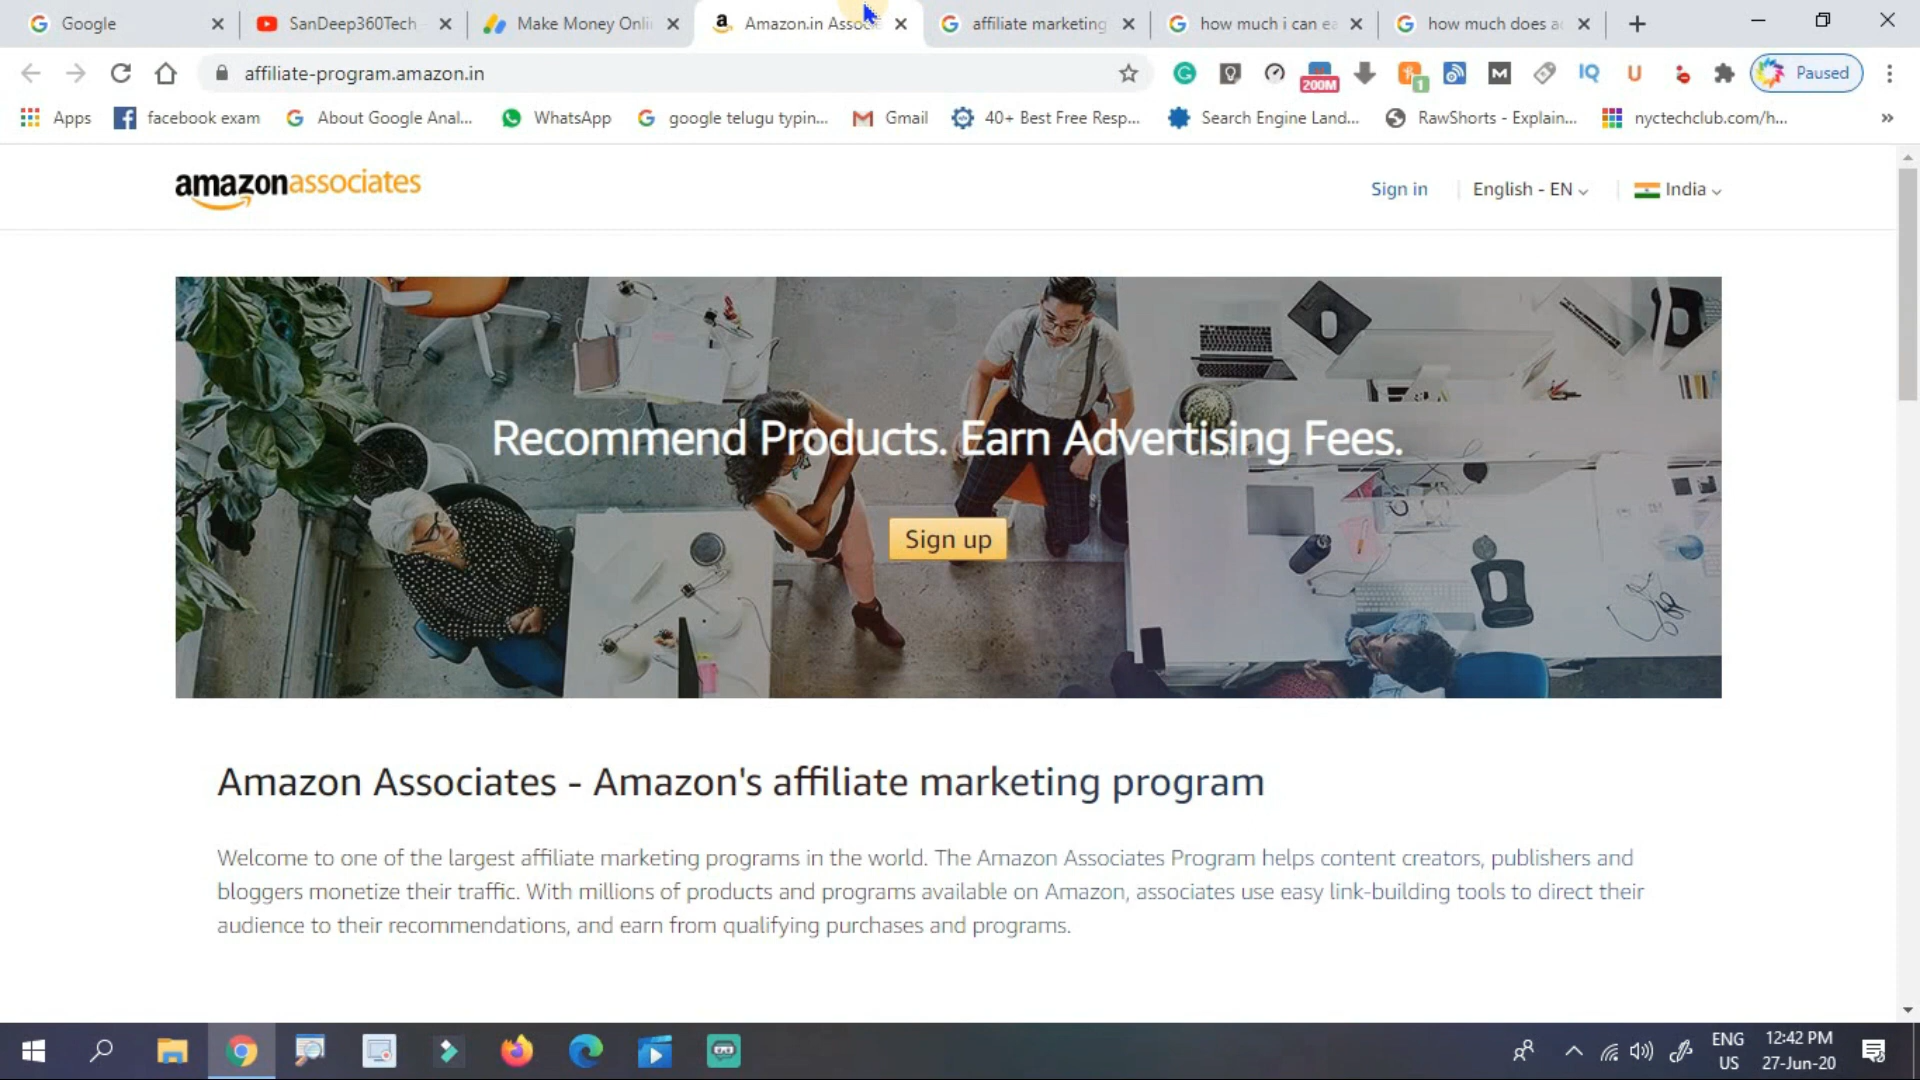 Google
SanDeep360Tech
Make Money Onli
Amazon.in Assoc
affiliate marketing
how much i can ea
how much does ad
affiliate-program.amazon.in
200M
1
IQ
Paused
Apps
facebook exam
About Google Anal...
WhatsApp
google telugu typin...
Gmail
40+ Best Free Resp...
Search Engine Land...
RawShorts - Explain...
nyctechclub.com/h...
amazonassociates
Sign in
English - EN
India
Recommend Products. Earn Advertising Fees.
Sign up
Amazon Associates - Amazon's affiliate marketing program
Welcome to one of the largest affiliate marketing programs in the world. The Amazon Associates Program helps content creators, publishers and
bloggers monetize their traffic. With millions of products and programs available on Amazon, associates use easy link-building tools to direct their
audience to their recommendations, and earn from qualifying purchases and programs.
ENG
US
12:42 PM
27-Jun-20